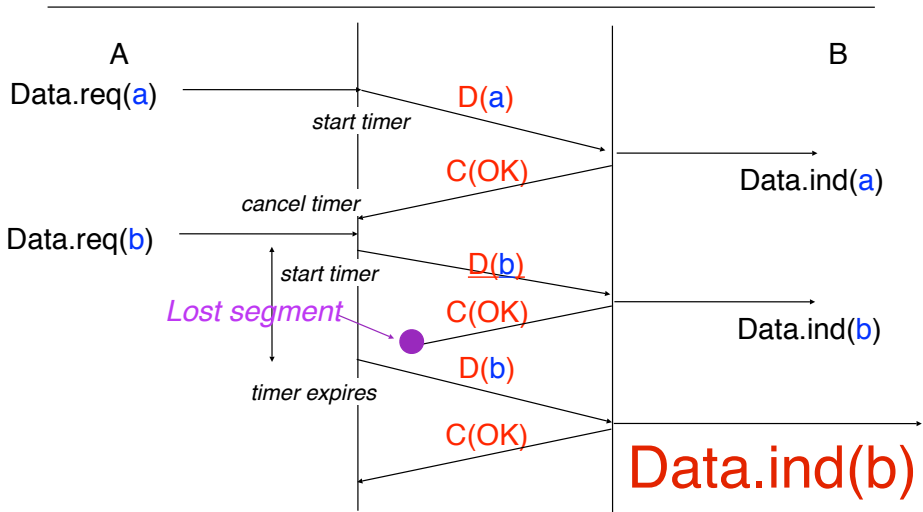 A
B
Data.req(a)
D(a)
start timer
C(OK)
Data.ind(a)
cancel timer
Data.req(b)
start timer
D(b)
Lost segment
C(OK)
Data.ind(b)
D(b)
timer expires
C(OK)
Data.ind(b)